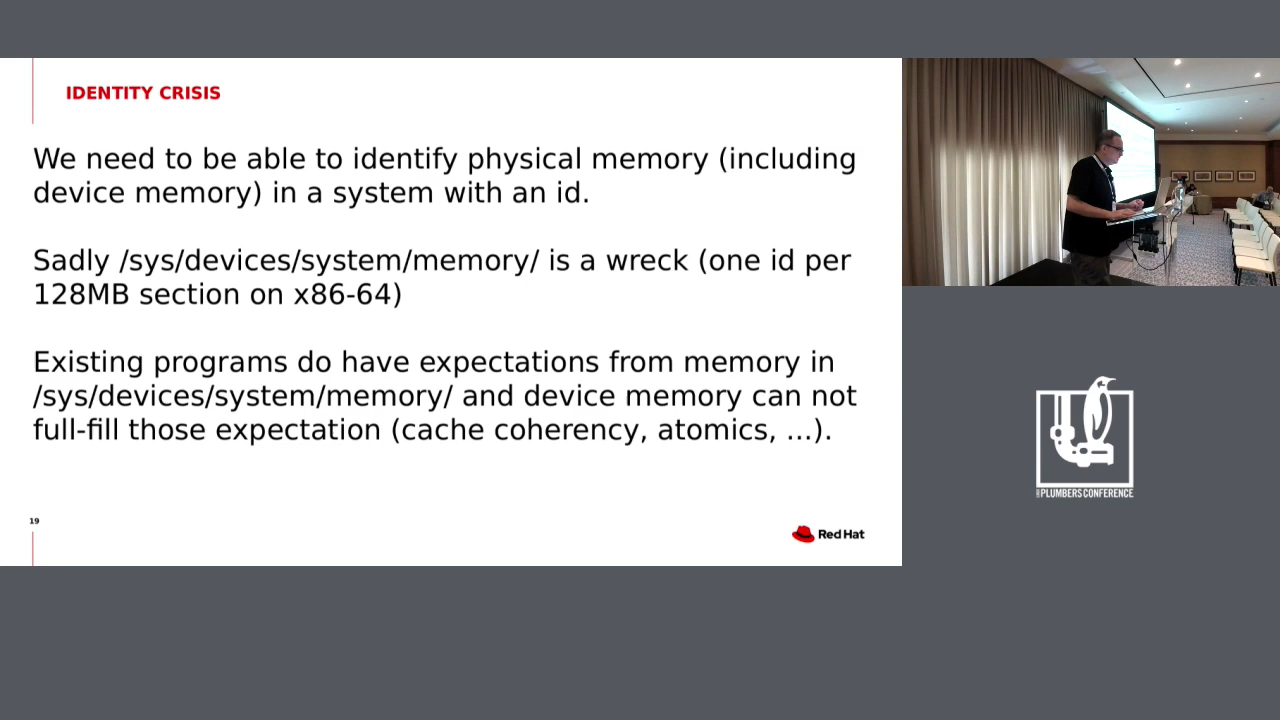 IDENTITY CRISIS
We need to be able to identify physical memory (including
device memory) in a system with an id.
Sadly /sys/devices/system/memory/ is a wreck (one id per
128MB section on x86-64)
Existing programs do have expectations from memory in
/sys/devices/system/memory/ and device memory can not
full-fill those expectation (cache coherency, atomics, ...).
19
Red Hat
PLUMBERS CONFERENCE